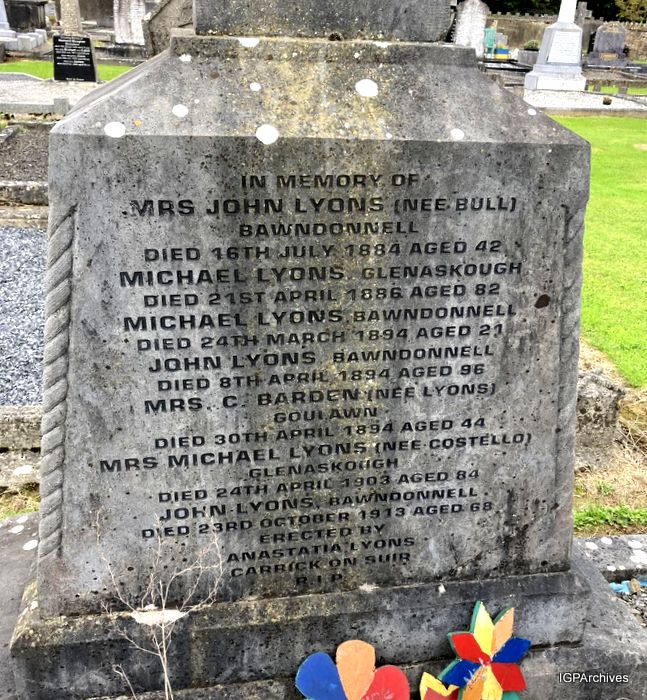 IN MEMORY OF
MRS JOHN LYONS (NEE BULL)
BAWNDONNELL
DIED 16TH JULY 1884 AGED 42
MICHAEL LYONS, GLENASKOUGH
DIED 21ST APRIL 1886 AGED 82
MICHAEL LYONS, BAWNDONNELL
DIED 24TH MARCH 1894 AGED 21
JOHN LYONS, BAWNDONNELL
DIED 8TH APRIL 1894 AGED 96
MRS. C. BARDEN (NEE LYONS)
GOULAWN
DIED 30TH APRIL 1894 AGED 44
MRS MICHAEL LYONS (NEE COSTELLO)
GLENASKOUGH
DIED 24TH APRIL 1903 AGED 84
JOHN LYONS, BAWNDONNELL
DIED 23RD OCTOBER 1913 AGED 68
ERECTED BY
ANASTATIA LYONS
CARRICK ON SUIR
R.I.P.
IGPArchives